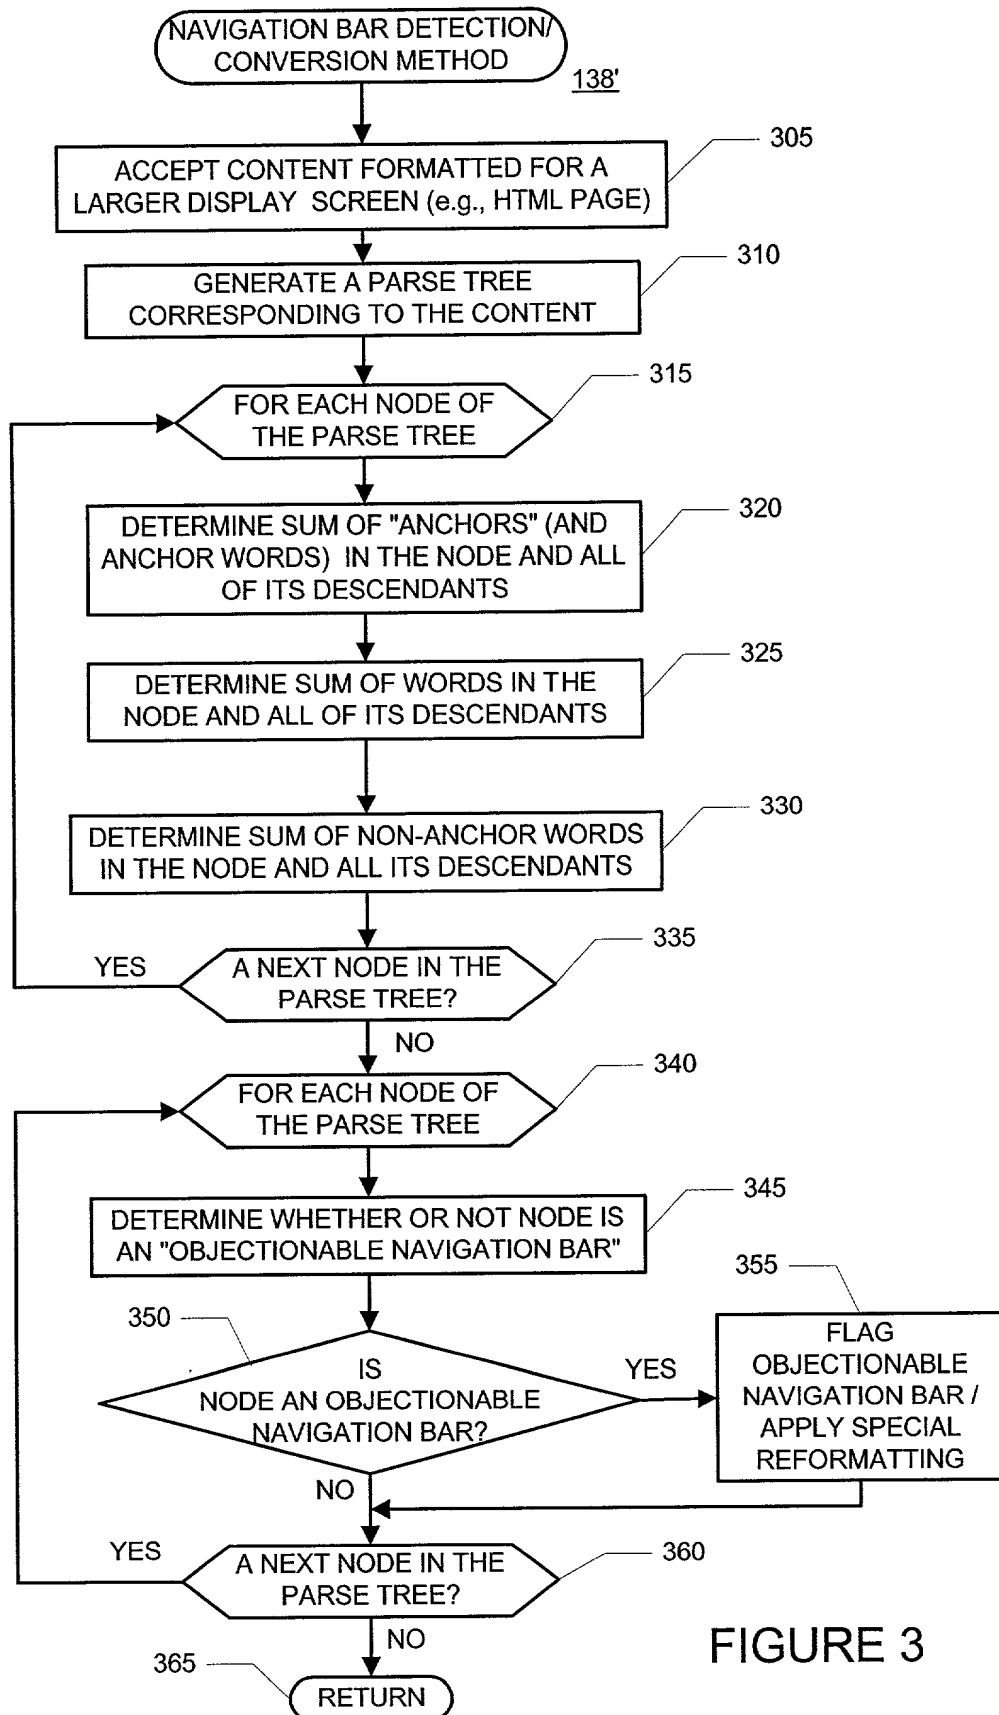 NAVIGATION BAR DETECTION/
CONVERSION METHOD
138'
305
ACCEPT CONTENT FORMATTED FOR A
LARGER DISPLAY SCREEN (e.g., HTML PAGE)
310
GENERATE A PARSE TREE
CORRESPONDING TO THE CONTENT
315
FOR EACH NODE OF
THE PARSE TREE
320
DETERMINE SUM OF "ANCHORS" (AND
ANCHOR WORDS) IN THE NODE AND ALL
OF ITS DESCENDANTS
325
DETERMINE SUM OF WORDS IN THE
NODE AND ALL OF ITS DESCENDANTS
330
DETERMINE SUM OF NON-ANCHOR WORDS
IN THE NODE AND ALL ITS DESCENDANTS
335
YES
A NEXT NODE IN THE
PARSE TREE?
NO
340
FOR EACH NODE OF
THE PARSE TREE
345
DETERMINE WHETHER OR NOT NODE IS
AN "OBJECTIONABLE NAVIGATION BAR"
355
350
IS
NODE AN OBJECTIONABLE
NAVIGATION BAR?
YES
FLAG
OBJECTIONABLE
NAVIGATION BAR /
APPLY SPECIAL
REFORMATTING
NO
YES
360
A NEXT NODE IN THE
PARSE TREE?
NO
365
RETURN
FIGURE 3